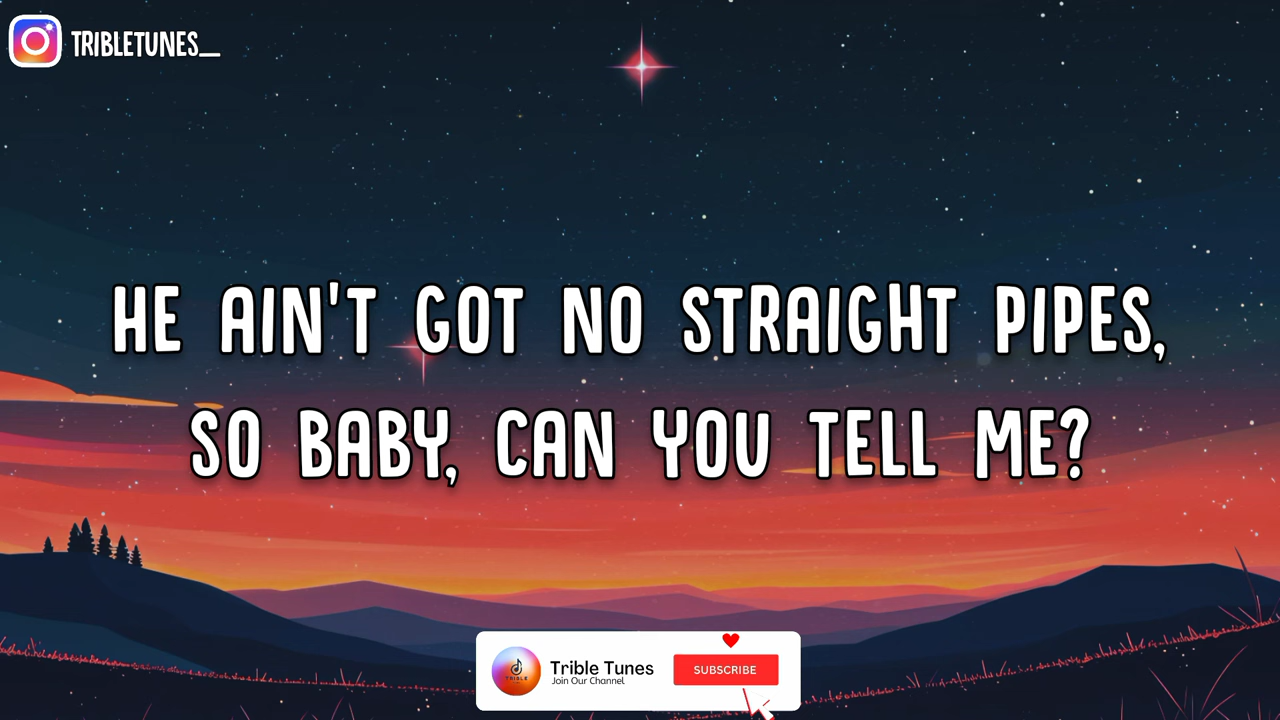 TRIBLETUNES_
HE AIN'T GOT NO STRAIGHT PIPES,
SO BABY, CAN YOU TELL ME?
TRIBLE
Trible Tunes
Join Our Channel
SUBSCRIBE